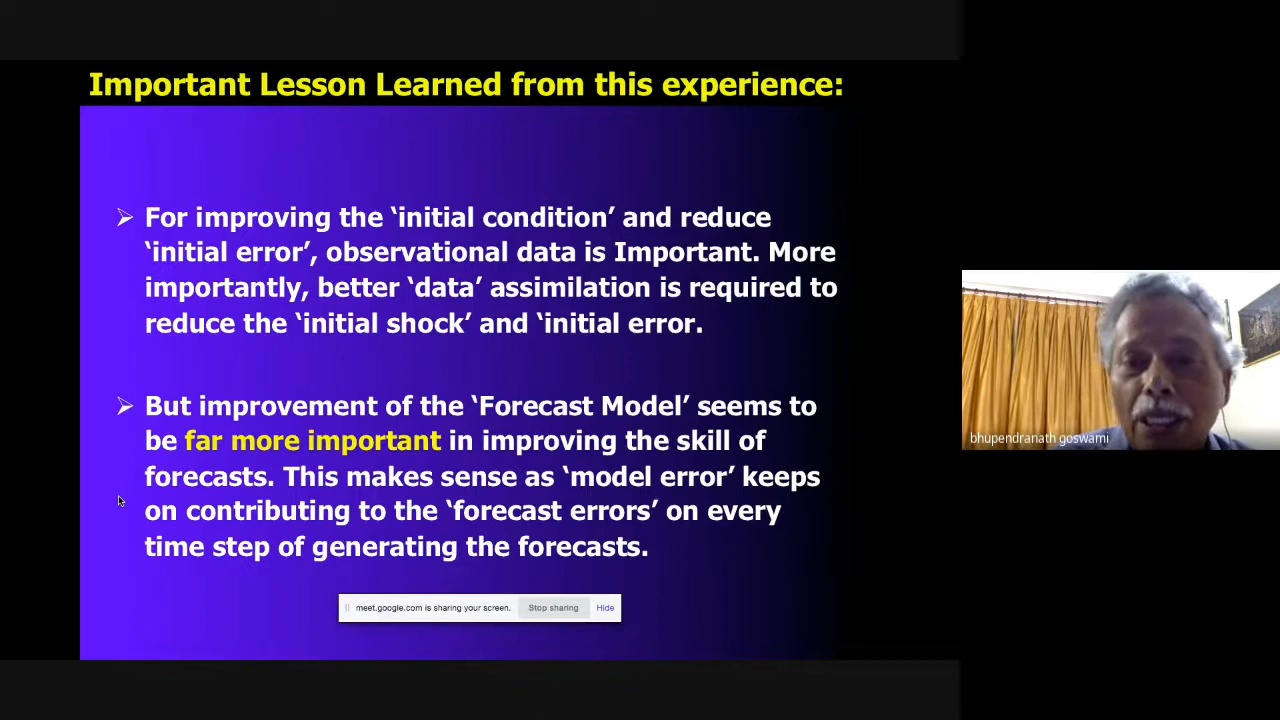 Important Lesson Learned from this experience:
➢ For improving the ‘initial condition’ and reduce
‘initial error’, observational data is Important. More
importantly, better ‘data’ assimilation is required to
reduce the ‘initial shock’ and ‘initial error.
➢ But improvement of the ‘Forecast Model’ seems to
be far more important in improving the skill of
forecasts. This makes sense as ‘model error’ keeps
on contributing to the ‘forecast errors’ on every
time step of generating the forecasts.
meet.google.com is sharing your screen. Stop sharing Hide
bhupendranath goswami